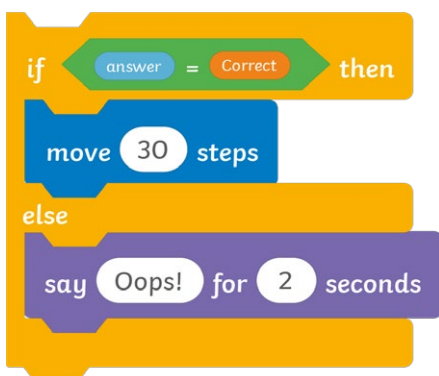 if answer = Correct then
move 30 steps
else
say Oops! for 2 seconds